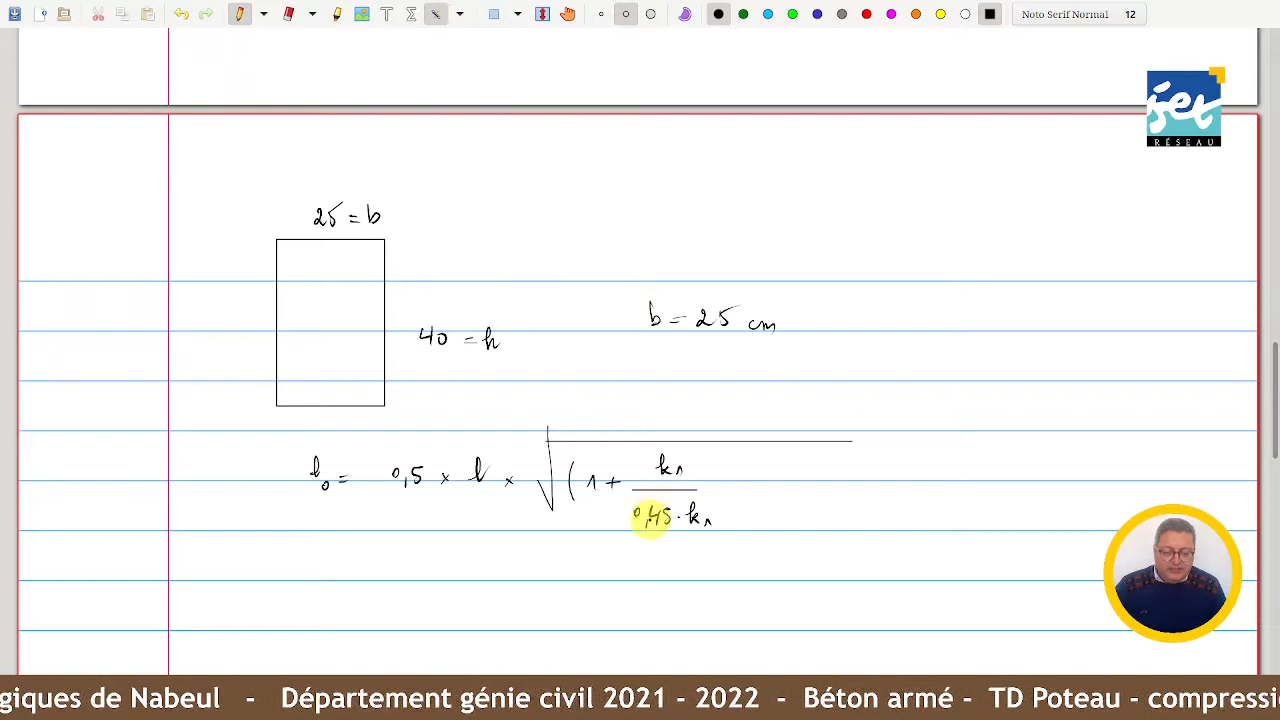 Noto Serif Normal 12
iset
RÉSEAU
25 = b
40 = h
b = 25 cm
l₀ = 0,5 × l × √(1 + k₁ / 0,45 · k₁
giques de Nabeul - Département génie civil 2021 - 2022 - Béton armé - TD Poteau - compressi